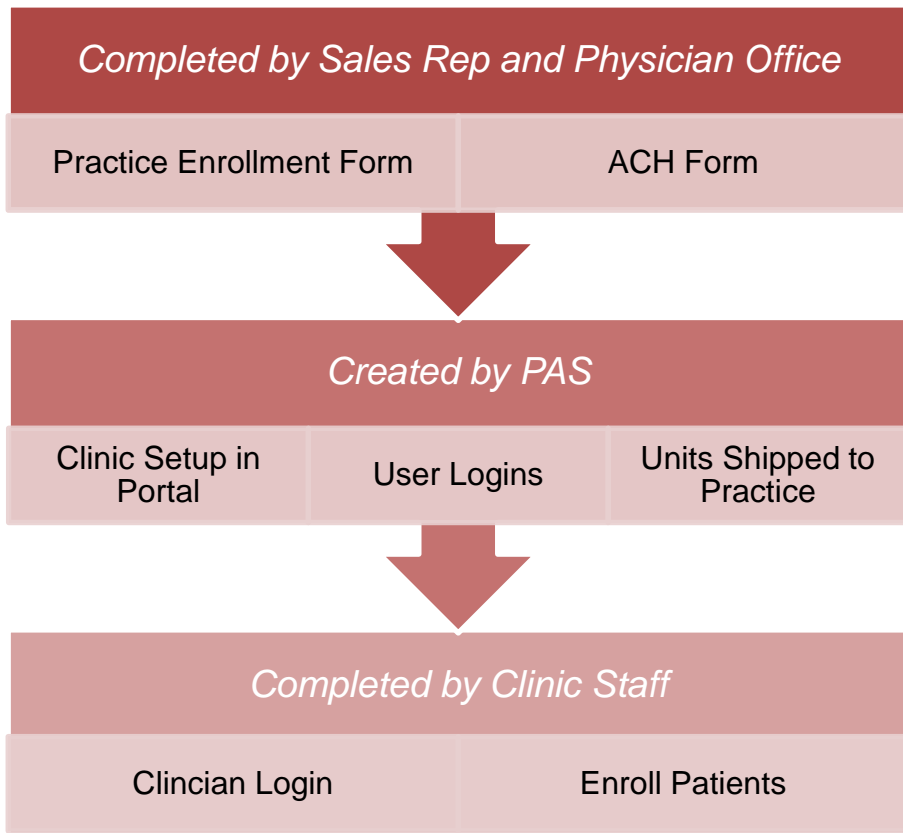 Completed by Sales Rep and Physician Office
Practice Enrollment Form
ACH Form
Created by PAS
Clinic Setup in
Portal
User Logins
Units Shipped to
Practice
Completed by Clinic Staff
Clincian Login
Enroll Patients